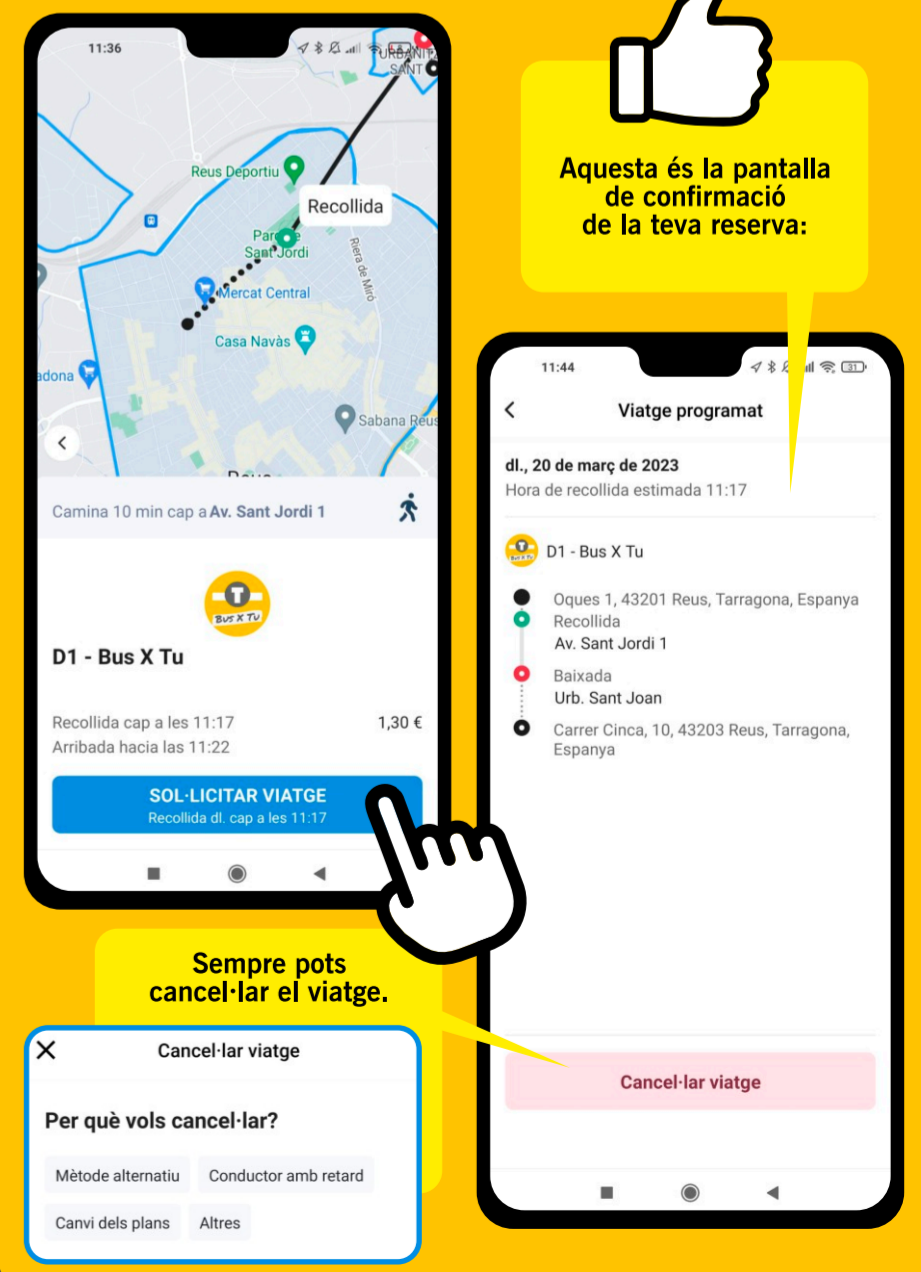 11:36
URBANIT
SANT
Reus Deportiu
Recollida
Sant Jordi
Riera de Miró
Mercat Central
Casa Navàs
adona
Sabana Reus
Camina 10 min cap a Av. Sant Jordi 1
T
BUS X TU
D1 - Bus X Tu
Recollida cap a les 11:17
1,30 €
Arribada hacia las 11:22
SOL·LICITAR VIATGE
Recollida dl. cap a les 11:17
Aquesta és la pantalla
de confirmació
de la teva reserva:
11:44
31
Viatge programat
dl., 20 de març de 2023
Hora de recollida estimada 11:17
T
BUS X TU
D1 - Bus X Tu
Oques 1, 43201 Reus, Tarragona, Espanya
Recollida
Av. Sant Jordi 1
Baixada
Urb. Sant Joan
Carrer Cinca, 10, 43203 Reus, Tarragona,
Espanya
Cancel·lar viatge
Sempre pots
cancel·lar el viatge.
Cancel·lar viatge
Per què vols cancel·lar?
Mètode alternatiu
Conductor amb retard
Canvi dels plans
Altres